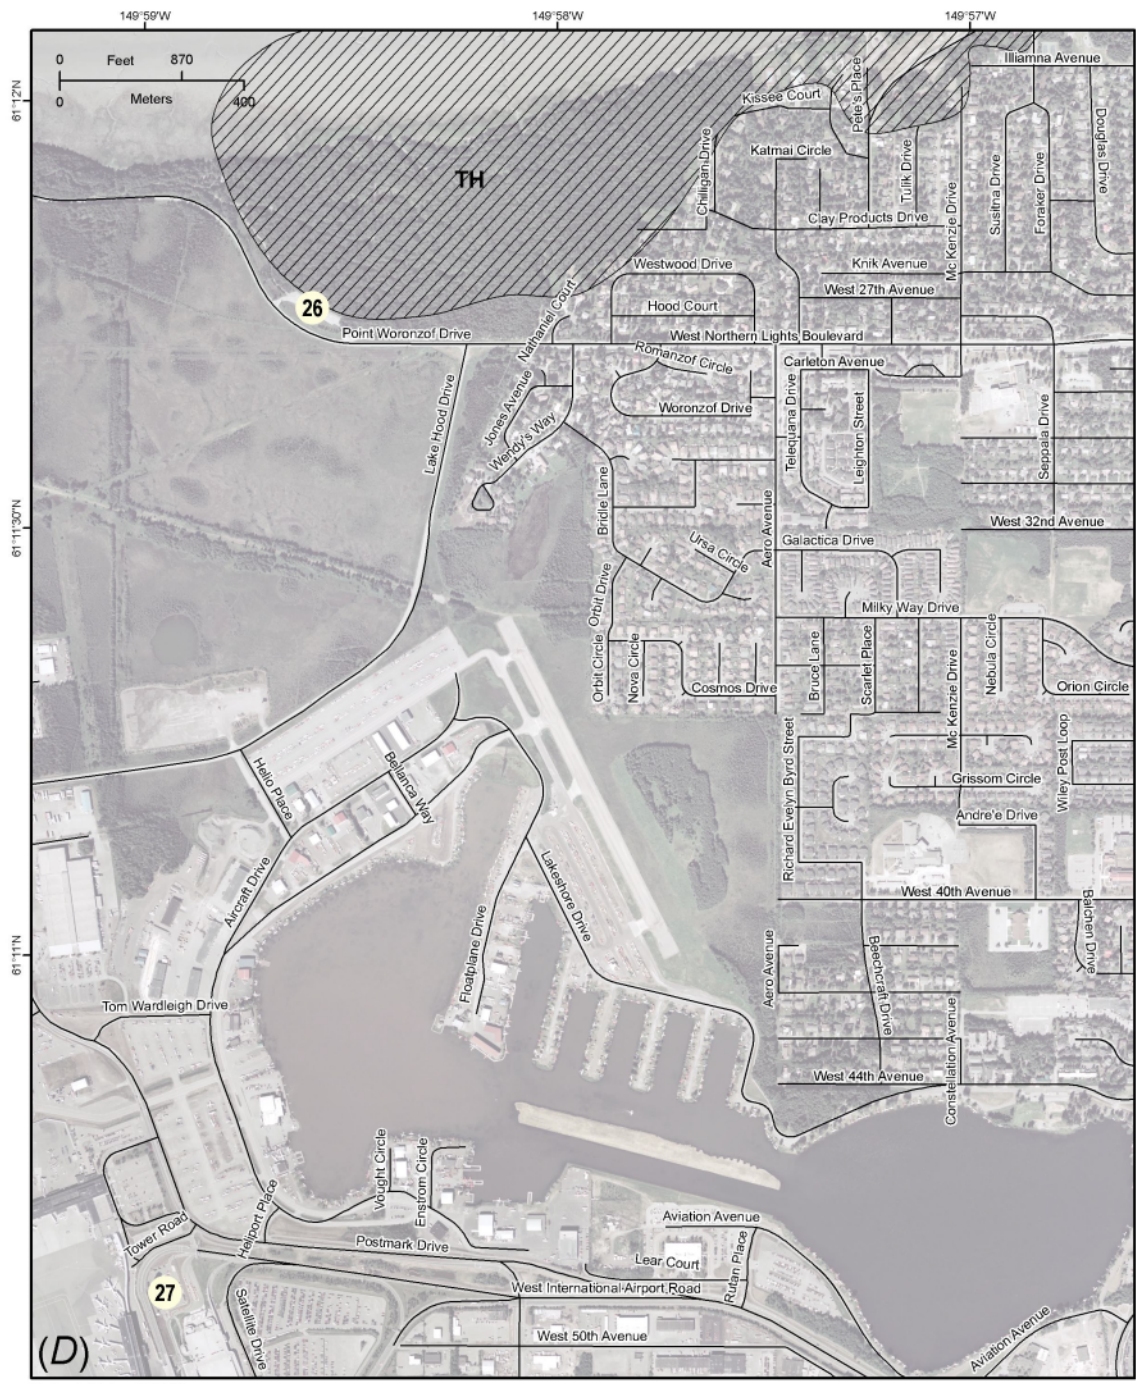 149°59'W
149°58'W
149°57'W
0 Feet 870
0 Meters 400
61°12'N
61°11'30"N
61°11'N
TH
26
27
Illiamna Avenue
Kissee Court
Pete's Place
Douglas Drive
Chilligan Drive
Katmai Circle
Tulik Drive
Susitna Drive
Foraker Drive
Mc Kenzie Drive
Clay Products Drive
Westwood Drive
Knik Avenue
West 27th Avenue
Hood Court
Nathaniel Court
Point Woronzof Drive
West Northern Lights Boulevard
Romanzof Circle
Carleton Avenue
Lake Hood Drive
Jones Avenue
Wendy's Way
Woronzof Drive
Telequana Drive
Leighton Street
Seppala Drive
Bridle Lane
Aero Avenue
West 32nd Avenue
Ursa Circle
Galactica Drive
Orbit Drive
Milky Way Drive
Orbit Circle
Nova Circle
Bruce Lane
Scarlet Place
Mc Kenzie Drive
Nebula Circle
Cosmos Drive
Orion Circle
Helio Place
Bellanca Way
Richard Evelyn Byrd Street
Grissom Circle
Wiley Post Loop
Andre'e Drive
Aircraft Drive
Lakeshore Drive
West 40th Avenue
Floatplane Drive
Aero Avenue
Beechcraft Drive
Balchen Drive
Tom Wardleigh Drive
Constellation Avenue
West 44th Avenue
Vought Circle
Enstrom Circle
Heliport Place
Tower Road
Postmark Drive
Aviation Avenue
Lear Court
Rutan Place
West International Airport Road
Satellite Drive
West 50th Avenue
Aviation Avenue
(D)